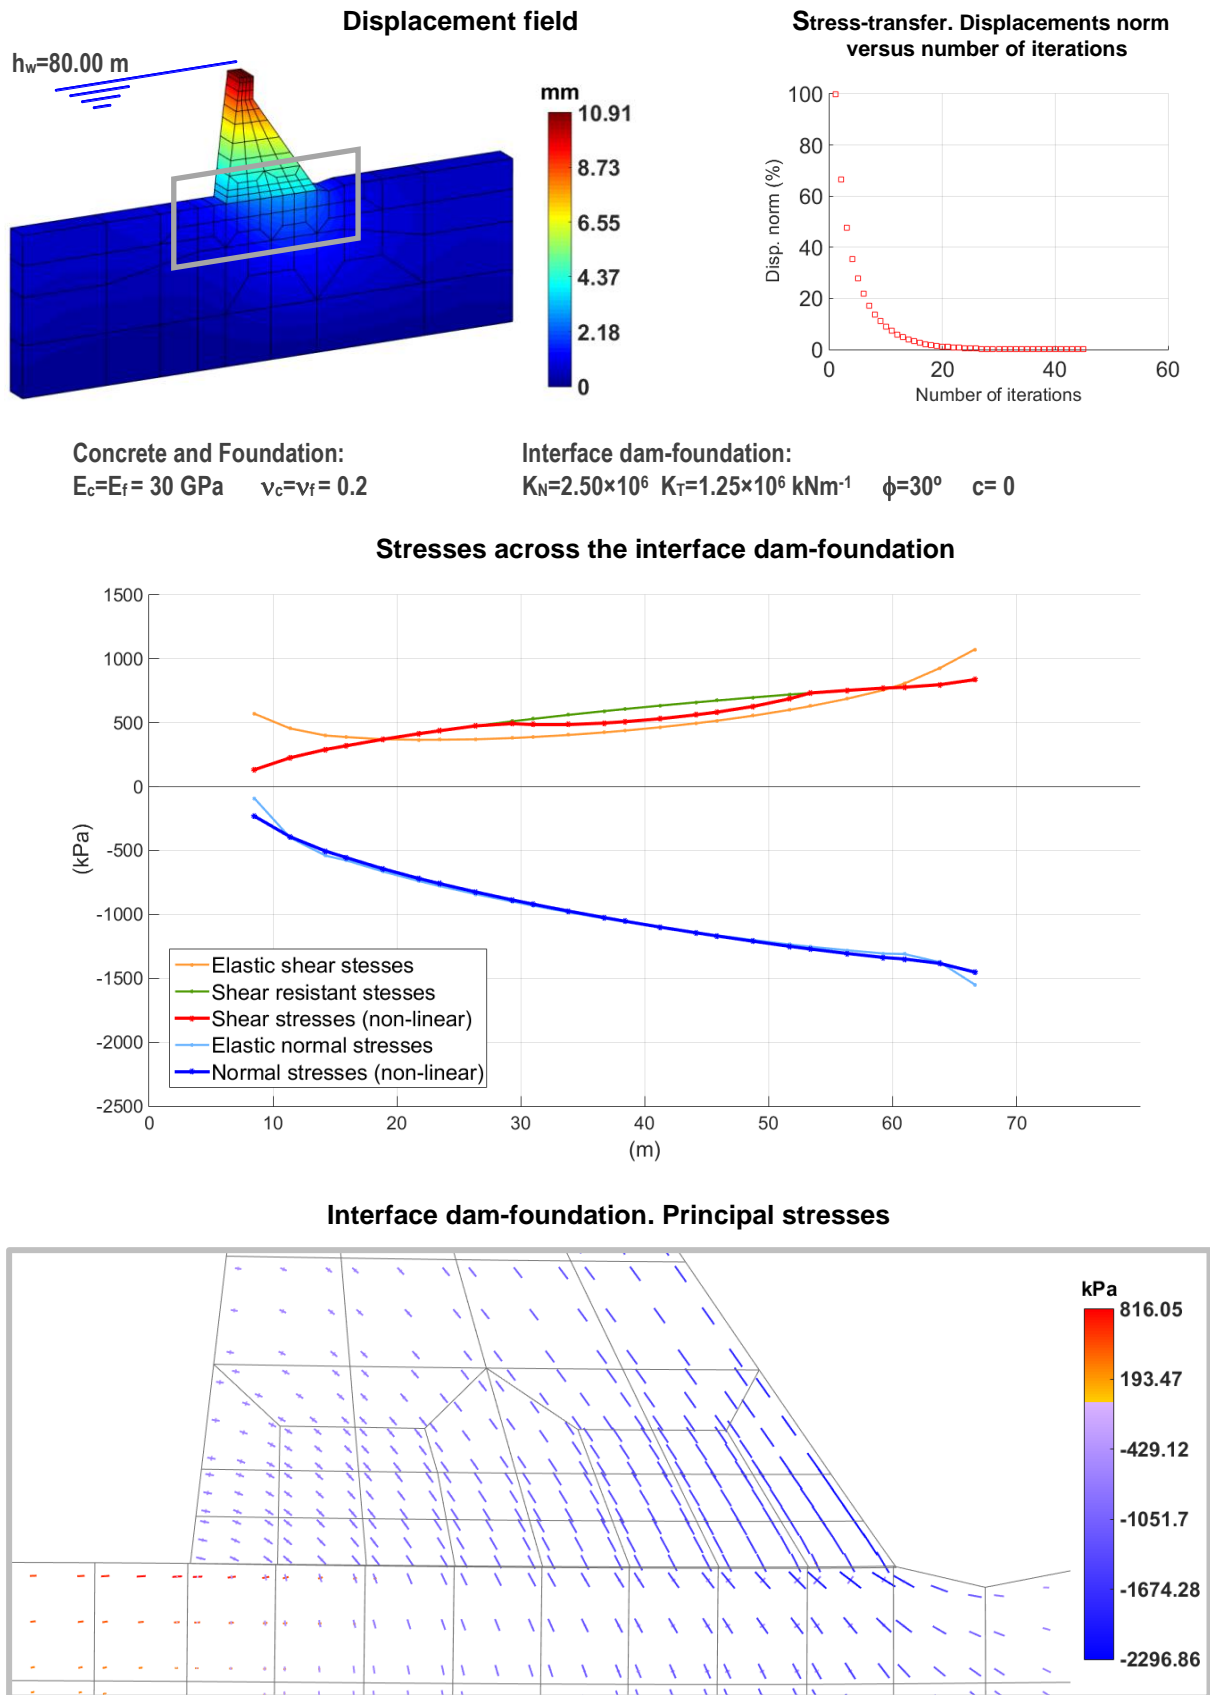 Displacement field
Stress-transfer. Displacements norm
versus number of iterations
hw=80.00 m
mm
10.91
8.73
6.55
4.37
2.18
0
100
80
60
40
20
0
Disp. norm (%)
0
20
40
60
Number of iterations
Concrete and Foundation:
Ec=Ef = 30 GPa νc=νf = 0.2
Interface dam-foundation:
KN=2.50×10⁶ KT=1.25×10⁶ kNm⁻¹ ϕ=30º c= 0
Stresses across the interface dam-foundation
1500
1000
500
0
-500
-1000
-1500
-2000
-2500
(kPa)
Elastic shear stesses
Shear resistant stesses
Shear stresses (non-linear)
Elastic normal stresses
Normal stresses (non-linear)
0
10
20
30
40
50
60
70
(m)
Interface dam-foundation. Principal stresses
kPa
816.05
193.47
-429.12
-1051.7
-1674.28
-2296.86